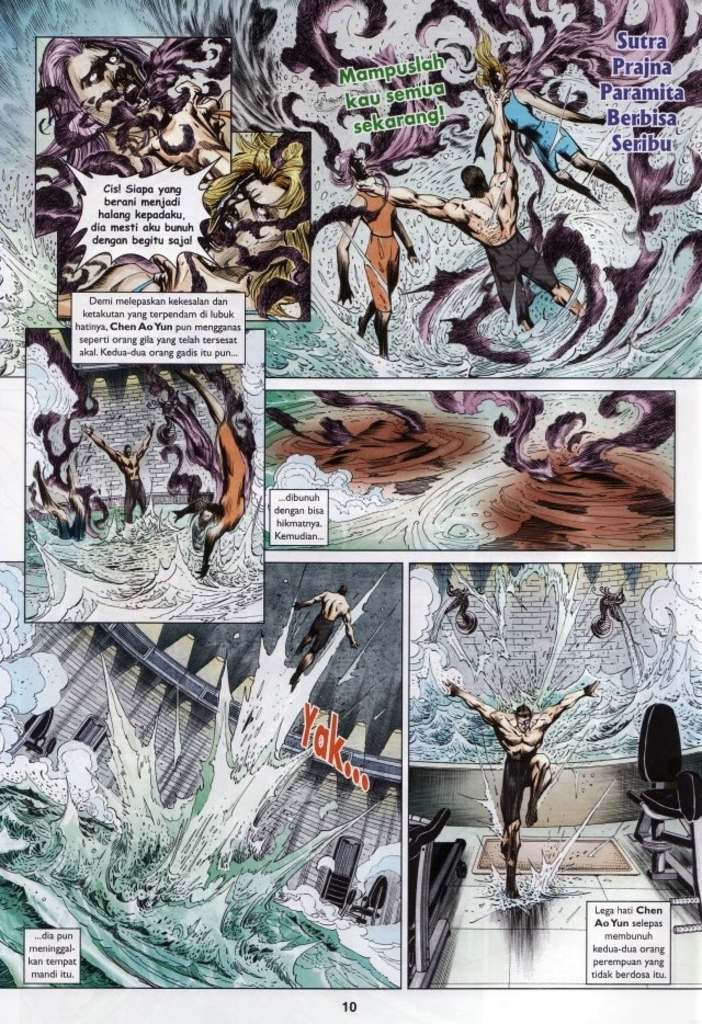 Cis! Siapa yang
berani menjadi
halang kepadaku,
dia mesti aku bunuh
dengan begitu saja!
Mampuslah
kau semua
sekarang!
Sutra
Prajna
Paramita
Berbisa
Seribu
Demi melepaskan kekesalan dan
ketakutan yang terpendam di lubuk
hatinya, Chen Ao Yun pun mengganas
seperti orang gila yang telah tersesat
akal. Kedua-dua orang gadis itu pun...
...dibunuh
dengan bisa
hikmatnya.
Kemudian...
Yak...
...dia pun
meninggal-
kan tempat
mandi itu.
Lega hati Chen
Ao Yun selepas
membunuh
kedua-dua orang
perempuan yang
tidak berdosa itu.
10